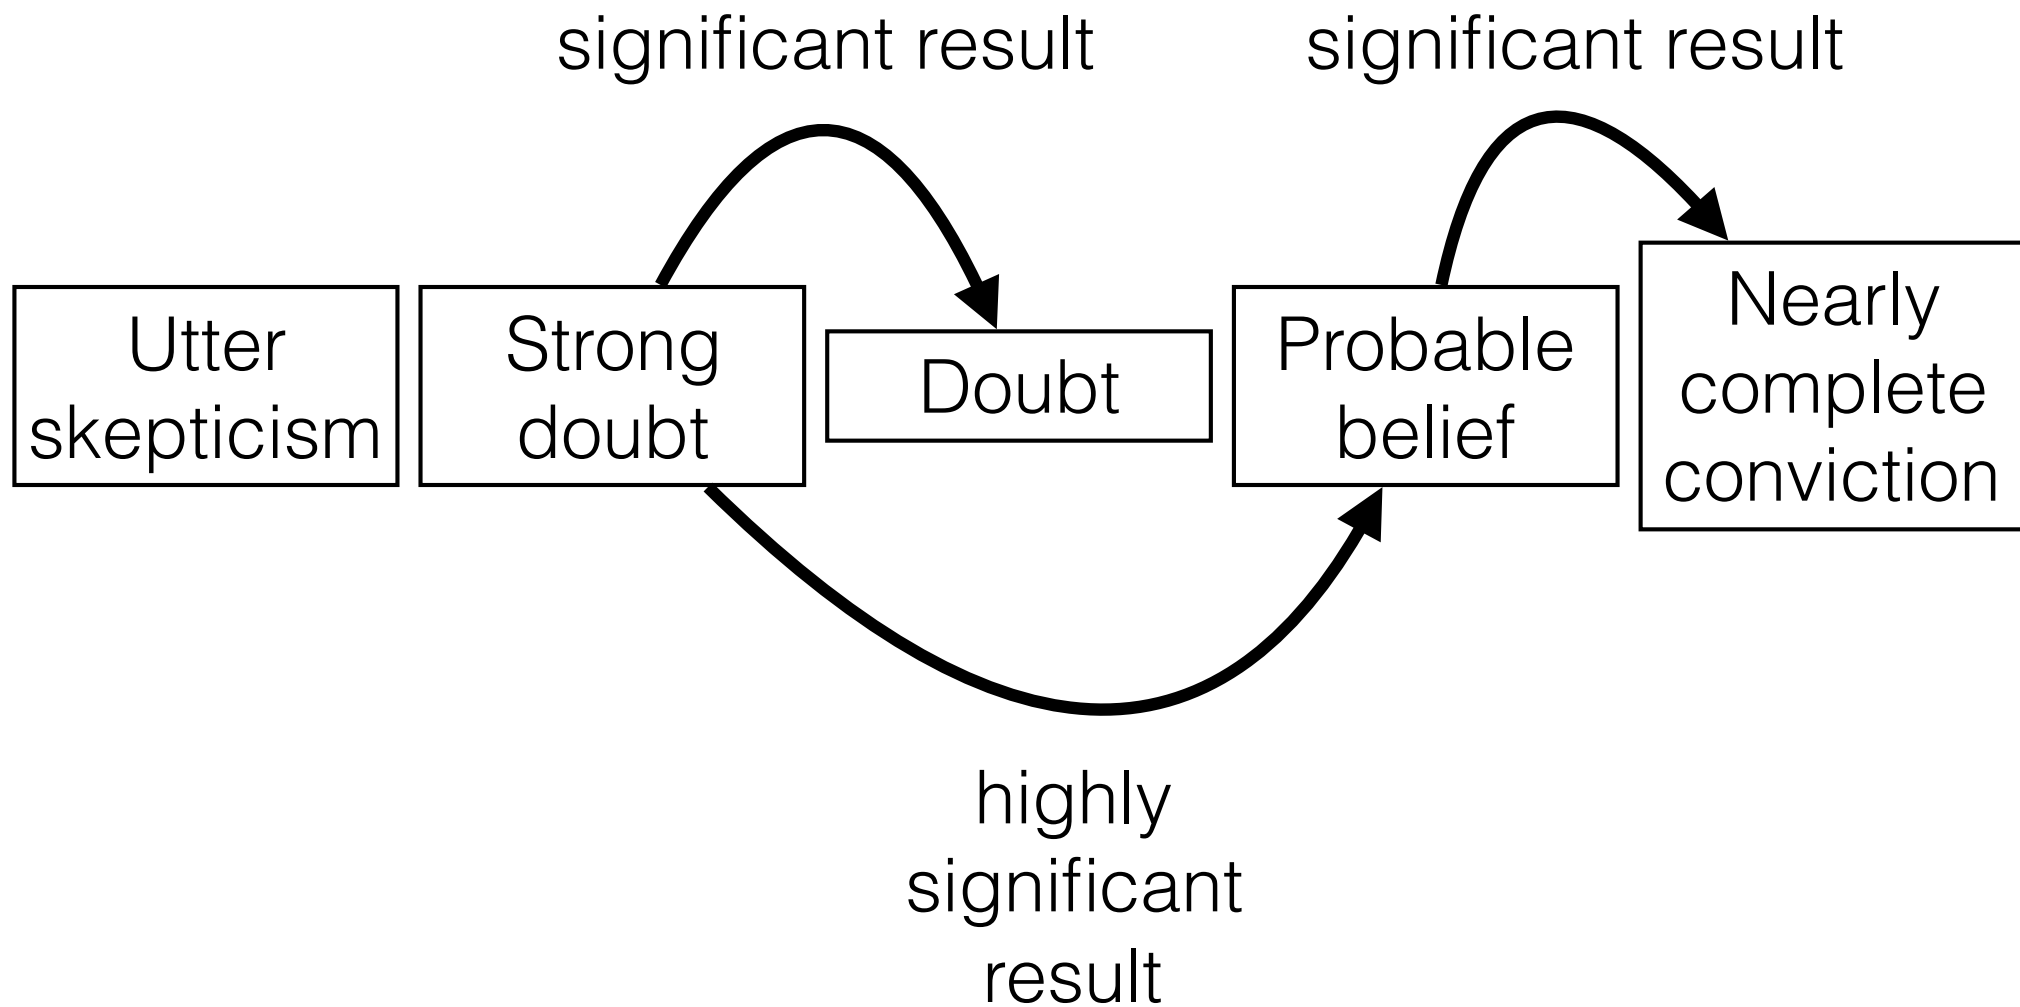 significant result
significant result
Utter
skepticism
Strong
doubt
Doubt
Probable
belief
Nearly
complete
conviction
highly
significant
result